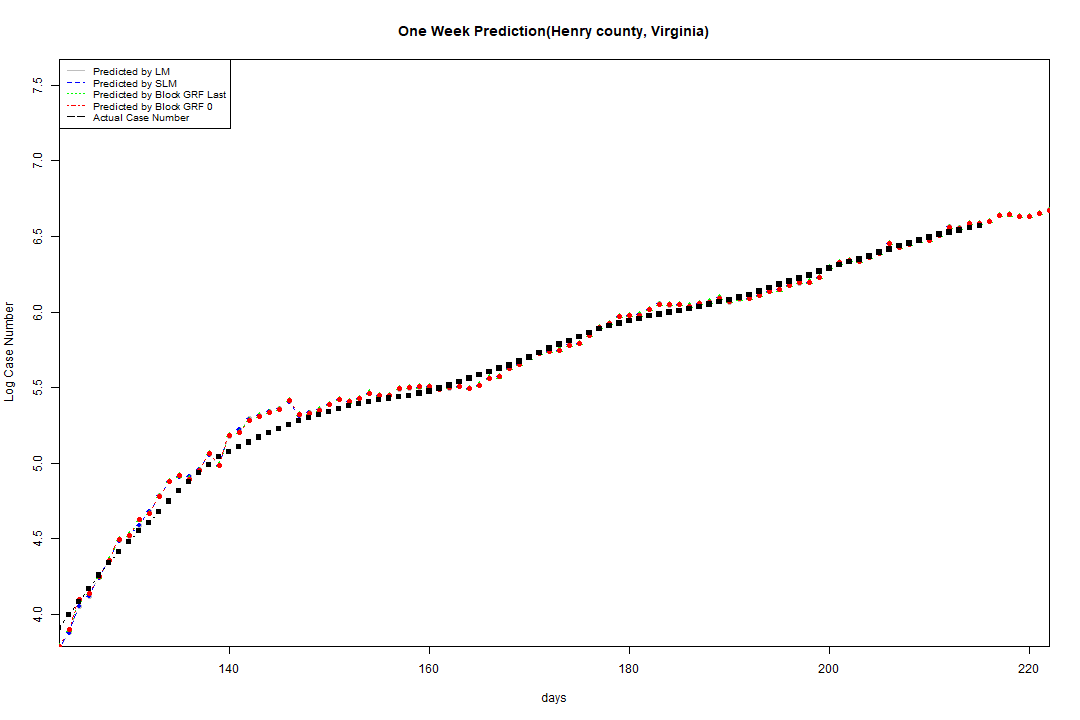 One Week Prediction(Henry county, Virginia)
Predicted by LM
Predicted by SLM
Predicted by Block GRF Last
Predicted by Block GRF 0
Actual Case Number
7.5
7.0
6.5
6.0
5.5
5.0
4.5
4.0
Log Case Number
140 160 180 200 220
days